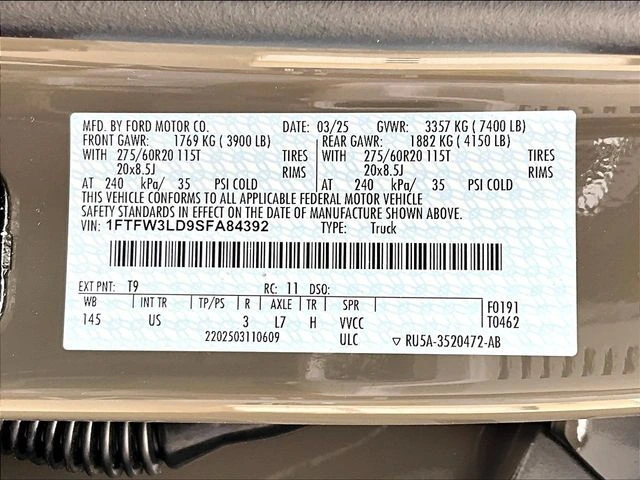 MFD. BY FORD MOTOR CO. DATE: 03/25 GVWR: 3357 KG ( 7400 LB)
FRONT GAWR: 1769 KG ( 3900 LB) REAR GAWR: 1882 KG ( 4150 LB)
WITH 275/60R20 115T TIRES WITH 275/60R20 115T TIRES
20x8.5J RIMS 20x8.5J RIMS
AT 240 kPa/ 35 PSI COLD AT 240 kPa/ 35 PSI COLD
THIS VEHICLE CONFORMS TO ALL APPLICABLE FEDERAL MOTOR VEHICLE
SAFETY STANDARDS IN EFFECT ON THE DATE OF MANUFACTURE SHOWN ABOVE.
VIN: 1FTFW3LD9SFA84392 TYPE: Truck
EXT PNT: T9 RC: 11 DSO:
WB INT TR TP/PS R AXLE TR SPR F0191
145 US 3 L7 H VVCC T0462
2202503110609 ULC ▽ RU5A-3520472-AB